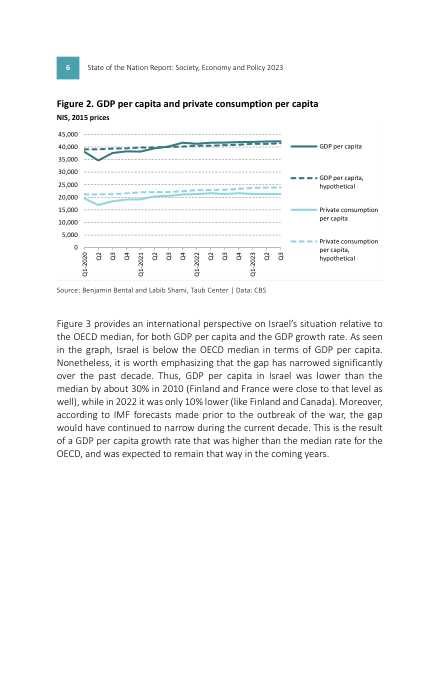 6
State of the Nation Report: Society, Economy and Policy 2023
Figure 2. GDP per capita and private consumption per capita
NIS, 2015 prices
45,000
40,000
35,000
30,000
25,000
20,000
15,000
10,000
5,000
0
Q1-2020
Q2
Q3
Q4
Q1-2021
Q2
Q3
Q4
Q1-2022
Q2
Q3
Q4
Q1-2023
Q2
Q3
GDP per capita
GDP per capita,
hypothetical
Private consumption
per capita
Private consumption
per capita,
hypothetical
Source: Benjamin Bental and Labib Shami, Taub Center | Data: CBS
Figure 3 provides an international perspective on Israel's situation relative to
the OECD median, for both GDP per capita and the GDP growth rate. As seen
in the graph, Israel is below the OECD median in terms of GDP per capita.
Nonetheless, it is worth emphasizing that the gap has narrowed significantly
over the past decade. Thus, GDP per capita in Israel was lower than the
median by about 30% in 2010 (Finland and France were close to that level as
well), while in 2022 it was only 10% lower (like Finland and Canada). Moreover,
according to IMF forecasts made prior to the outbreak of the war, the gap
would have continued to narrow during the current decade. This is the result
of a GDP per capita growth rate that was higher than the median rate for the
OECD, and was expected to remain that way in the coming years.